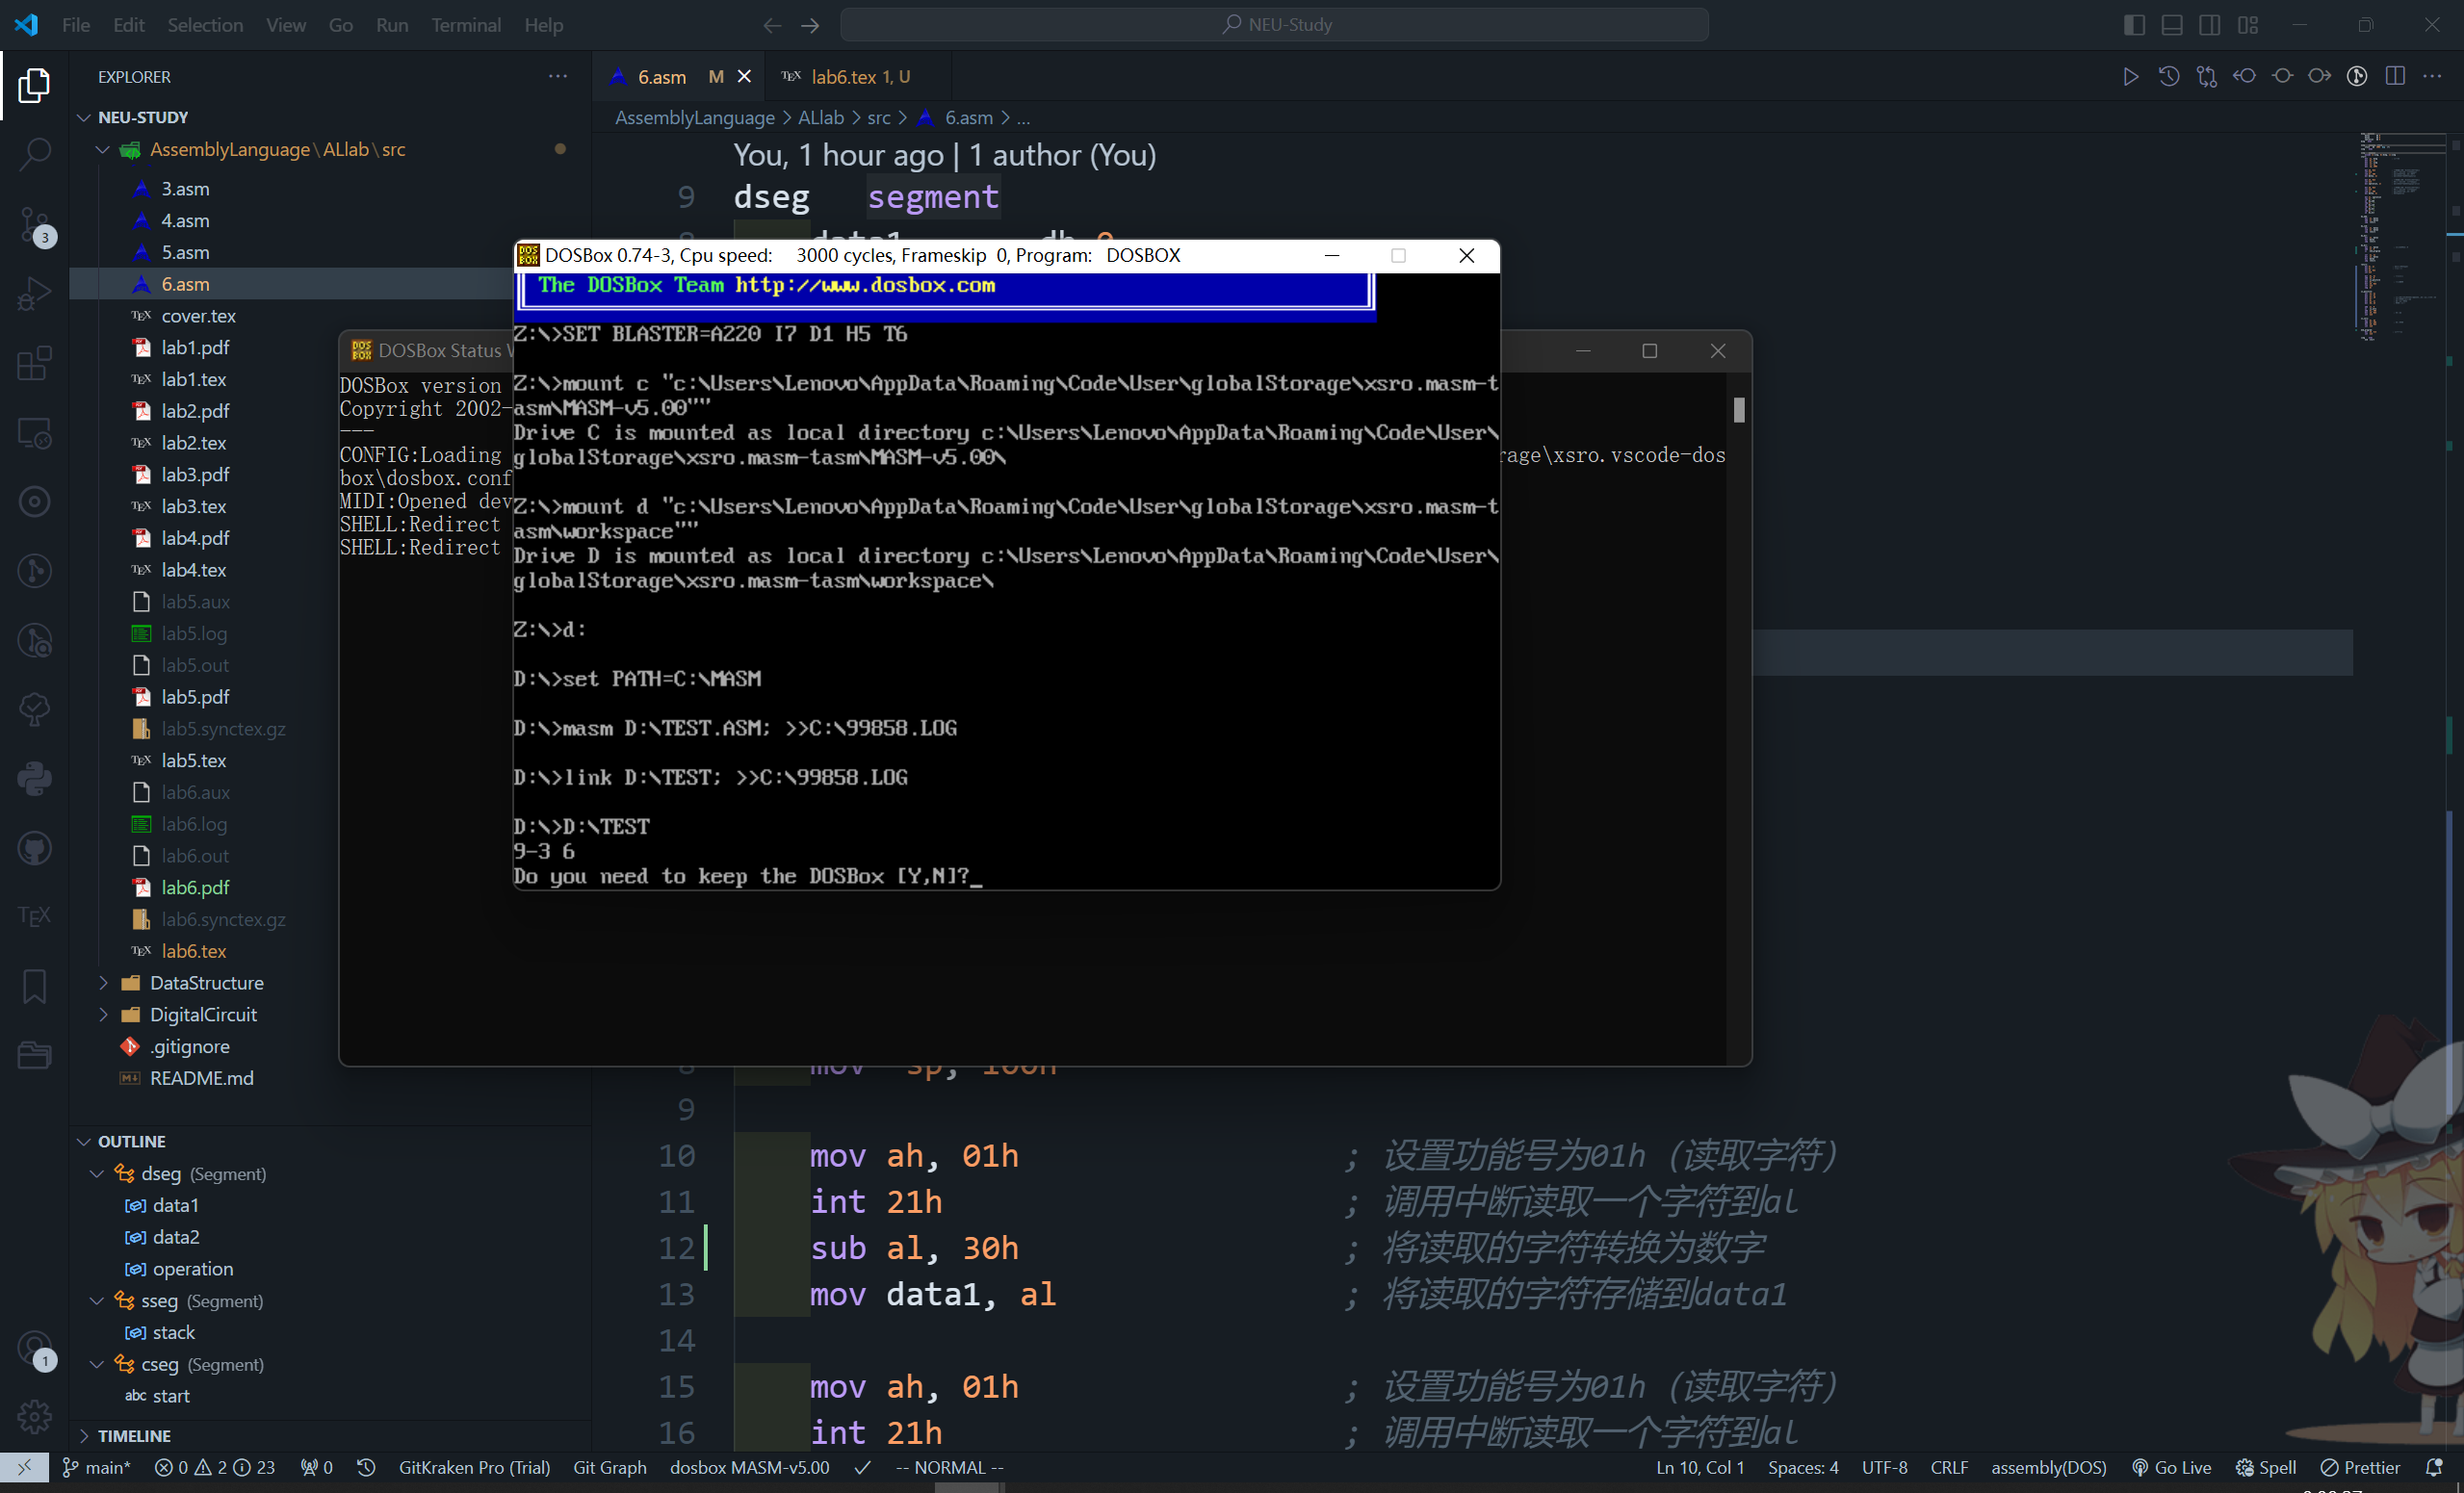 File Edit Selection View Go Run Terminal Help
NEU-Study
EXPLORER
NEU-STUDY
AssemblyLanguage\ALlab\src
3.asm
4.asm
5.asm
6.asm
cover.tex
lab1.pdf
lab1.tex
lab2.pdf
lab2.tex
lab3.pdf
lab3.tex
lab4.pdf
lab4.tex
lab5.aux
lab5.log
lab5.out
lab5.pdf
lab5.synctex.gz
lab5.tex
lab6.aux
lab6.log
lab6.out
lab6.pdf
lab6.synctex.gz
lab6.tex
DataStructure
DigitalCircuit
.gitignore
README.md
OUTLINE
dseg (Segment)
data1
data2
operation
sseg (Segment)
stack
cseg (Segment)
abc start
TIMELINE
3
1
6.asm M
TEX lab6.tex 1, U
AssemblyLanguage > ALlab > src > 6.asm > ...
You, 1 hour ago | 1 author (You)
9 dseg segment
DOSBox Status
DOSBox version
Copyright 2002-
---
CONFIG:Loading
rage\xsro.vscode-dos
box\dosbox.conf
MIDI:Opened dev
SHELL:Redirect
SHELL:Redirect
DOSBox 0.74-3, Cpu speed: 3000 cycles, Frameskip 0, Program: DOSBOX
The DOSBox Team http://www.dosbox.com
Z:\>SET BLASTER=A220 I7 D1 H5 T6
Z:\>mount c "c:\Users\Lenovo\AppData\Roaming\Code\User\globalStorage\xsro.masm-t
asm\MASM-v5.00""
Drive C is mounted as local directory c:\Users\Lenovo\AppData\Roaming\Code\User\
globalStorage\xsro.masm-tasm\MASM-v5.00\
Z:\>mount d "c:\Users\Lenovo\AppData\Roaming\Code\User\globalStorage\xsro.masm-t
asm\workspace""
Drive D is mounted as local directory c:\Users\Lenovo\AppData\Roaming\Code\User\
globalStorage\xsro.masm-tasm\workspace\
Z:\>d:
D:\>set PATH=C:\MASM
D:\>masm D:\TEST.ASM; >>C:\99858.LOG
D:\>link D:\TEST; >>C:\99858.LOG
D:\>D:\TEST
9-3 6
Do you need to keep the DOSBox [Y,N]?_
8 mov sp, 100h
9
10 mov ah, 01h ; 设置功能号为01h (读取字符)
11 int 21h ; 调用中断读取一个字符到al
12 sub al, 30h ; 将读取的字符转换为数字
13 mov data1, al ; 将读取的字符存储到data1
14
15 mov ah, 01h ; 设置功能号为01h (读取字符)
16 int 21h ; 调用中断读取一个字符到al
main* 0 2 23 0 GitKraken Pro (Trial) Git Graph dosbox MASM-v5.00 -- NORMAL -- Ln 10, Col 1 Spaces: 4 UTF-8 CRLF assembly(DOS) Go Live Spell Prettier